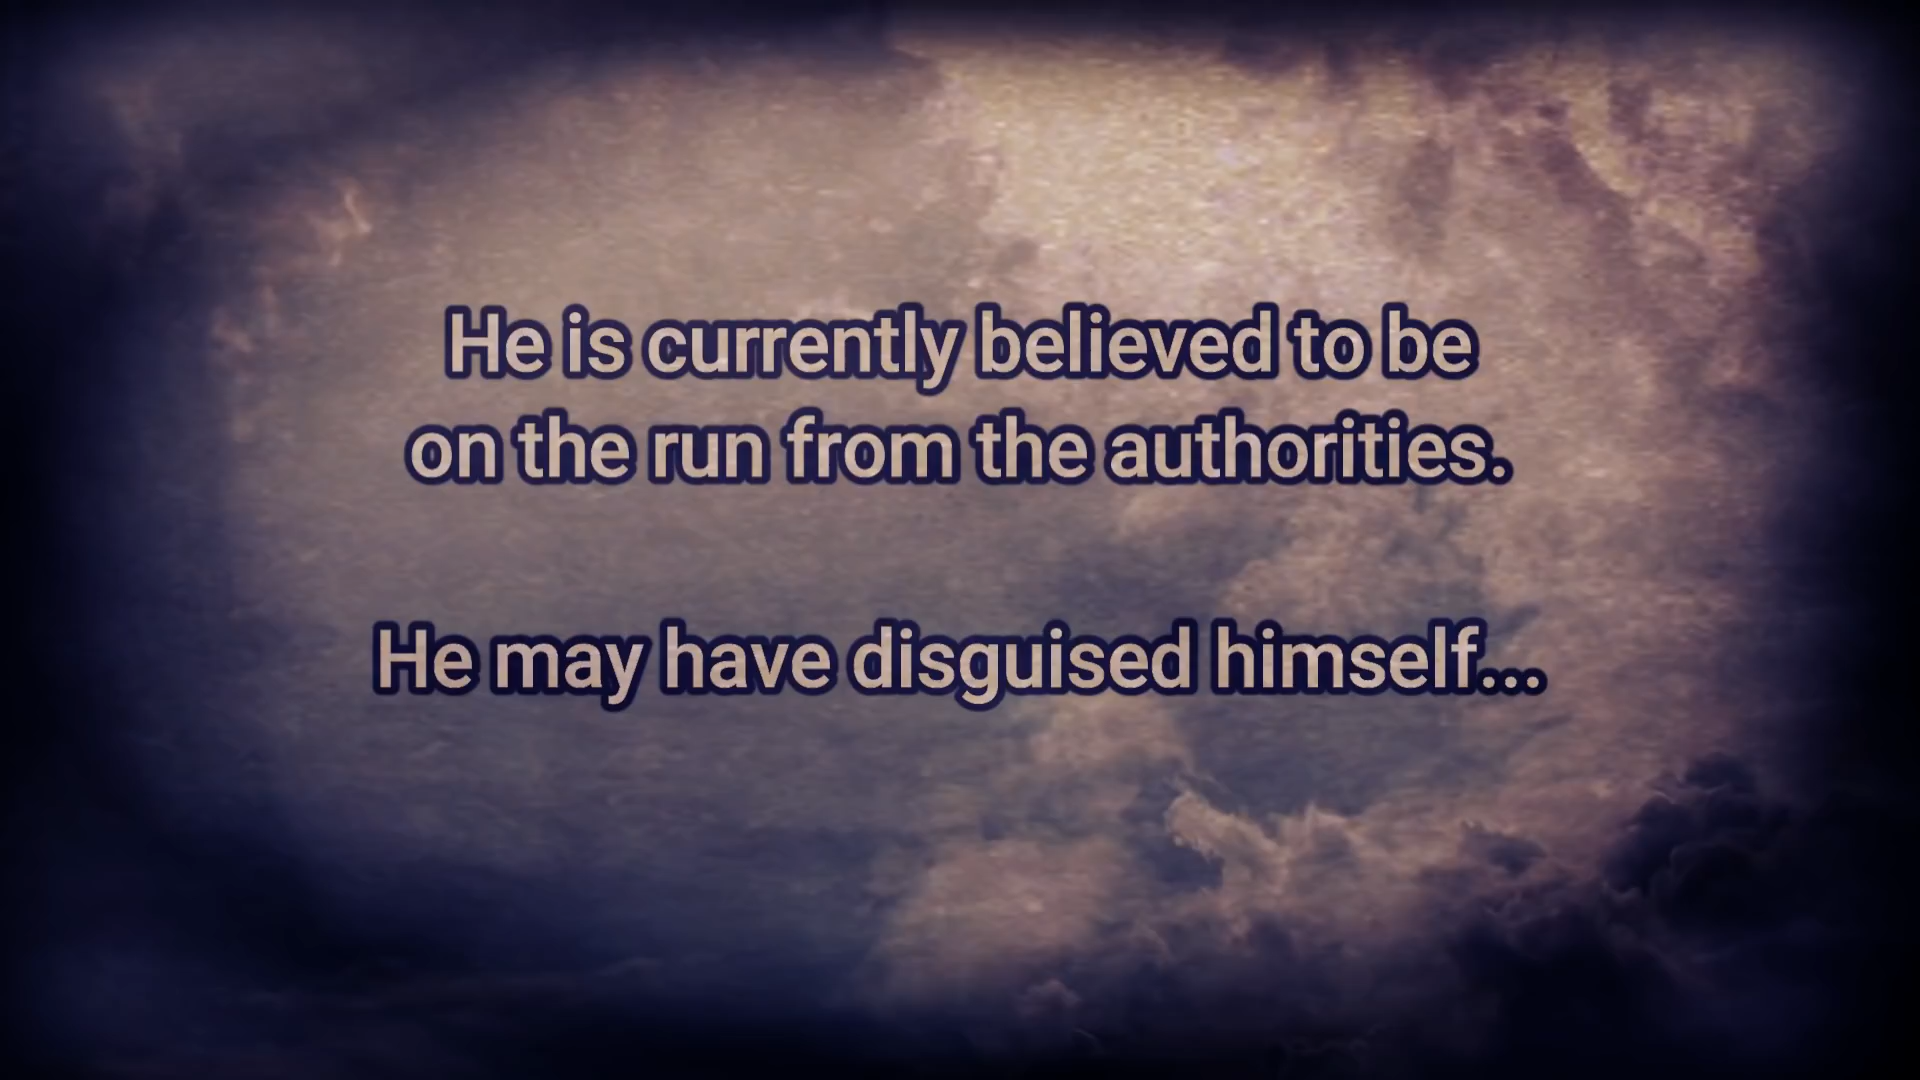 He is currently believed to be
on the run from the authorities.
He may have disguised himself...